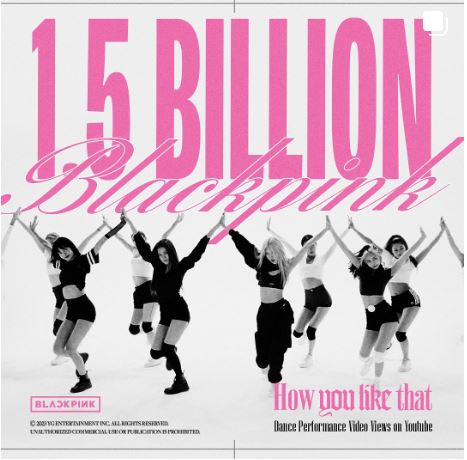 1.5 BILLION
Blackpink
How you like that
Dance Performance Video Views on Youtube
BLACKPINK
© 2023 YG ENTERTAINMENT INC. ALL RIGHTS RESERVED.
UNAUTHORIZED COMMERCIAL USE OR PUBLICATION IS PROHIBITED.